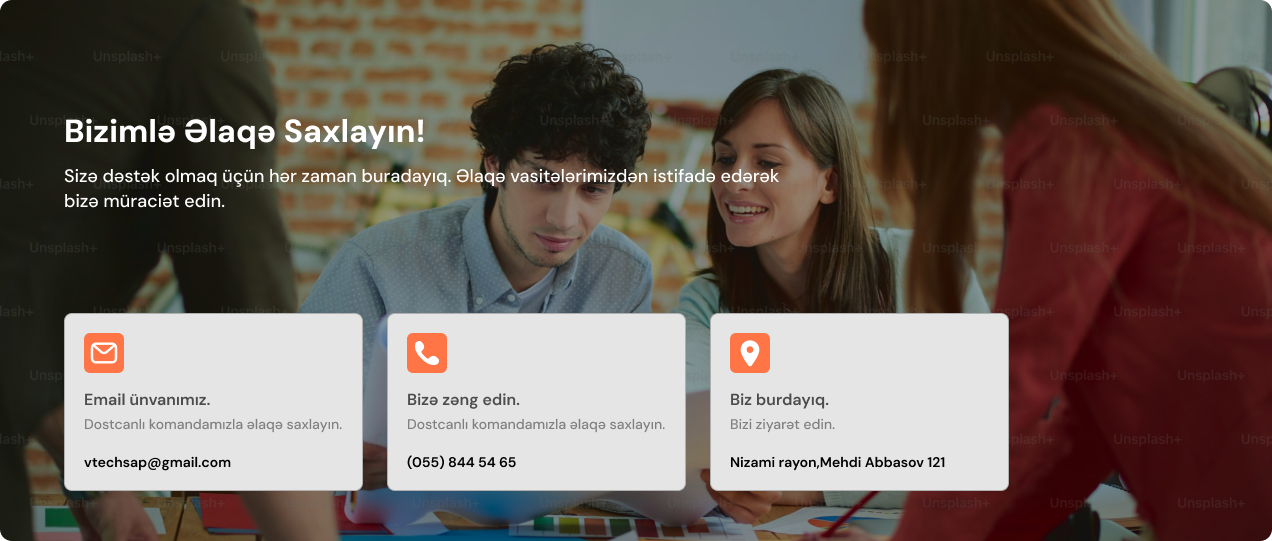 Bizimlə Əlaqə Saxlayın!
Sizə dəstək olmaq üçün hər zaman buradayıq. Əlaqə vasitələrimizdən istifadə edərək
bizə müraciət edin.
Email ünvanımız.
Dostcanlı komandamızla əlaqə saxlayın.
vtechsap@gmail.com
Bizə zəng edin.
Dostcanlı komandamızla əlaqə saxlayın.
(055) 844 54 65
Biz burdayıq.
Bizi ziyarət edin.
Nizami rayon,Mehdi Abbasov 121
Unsplash+